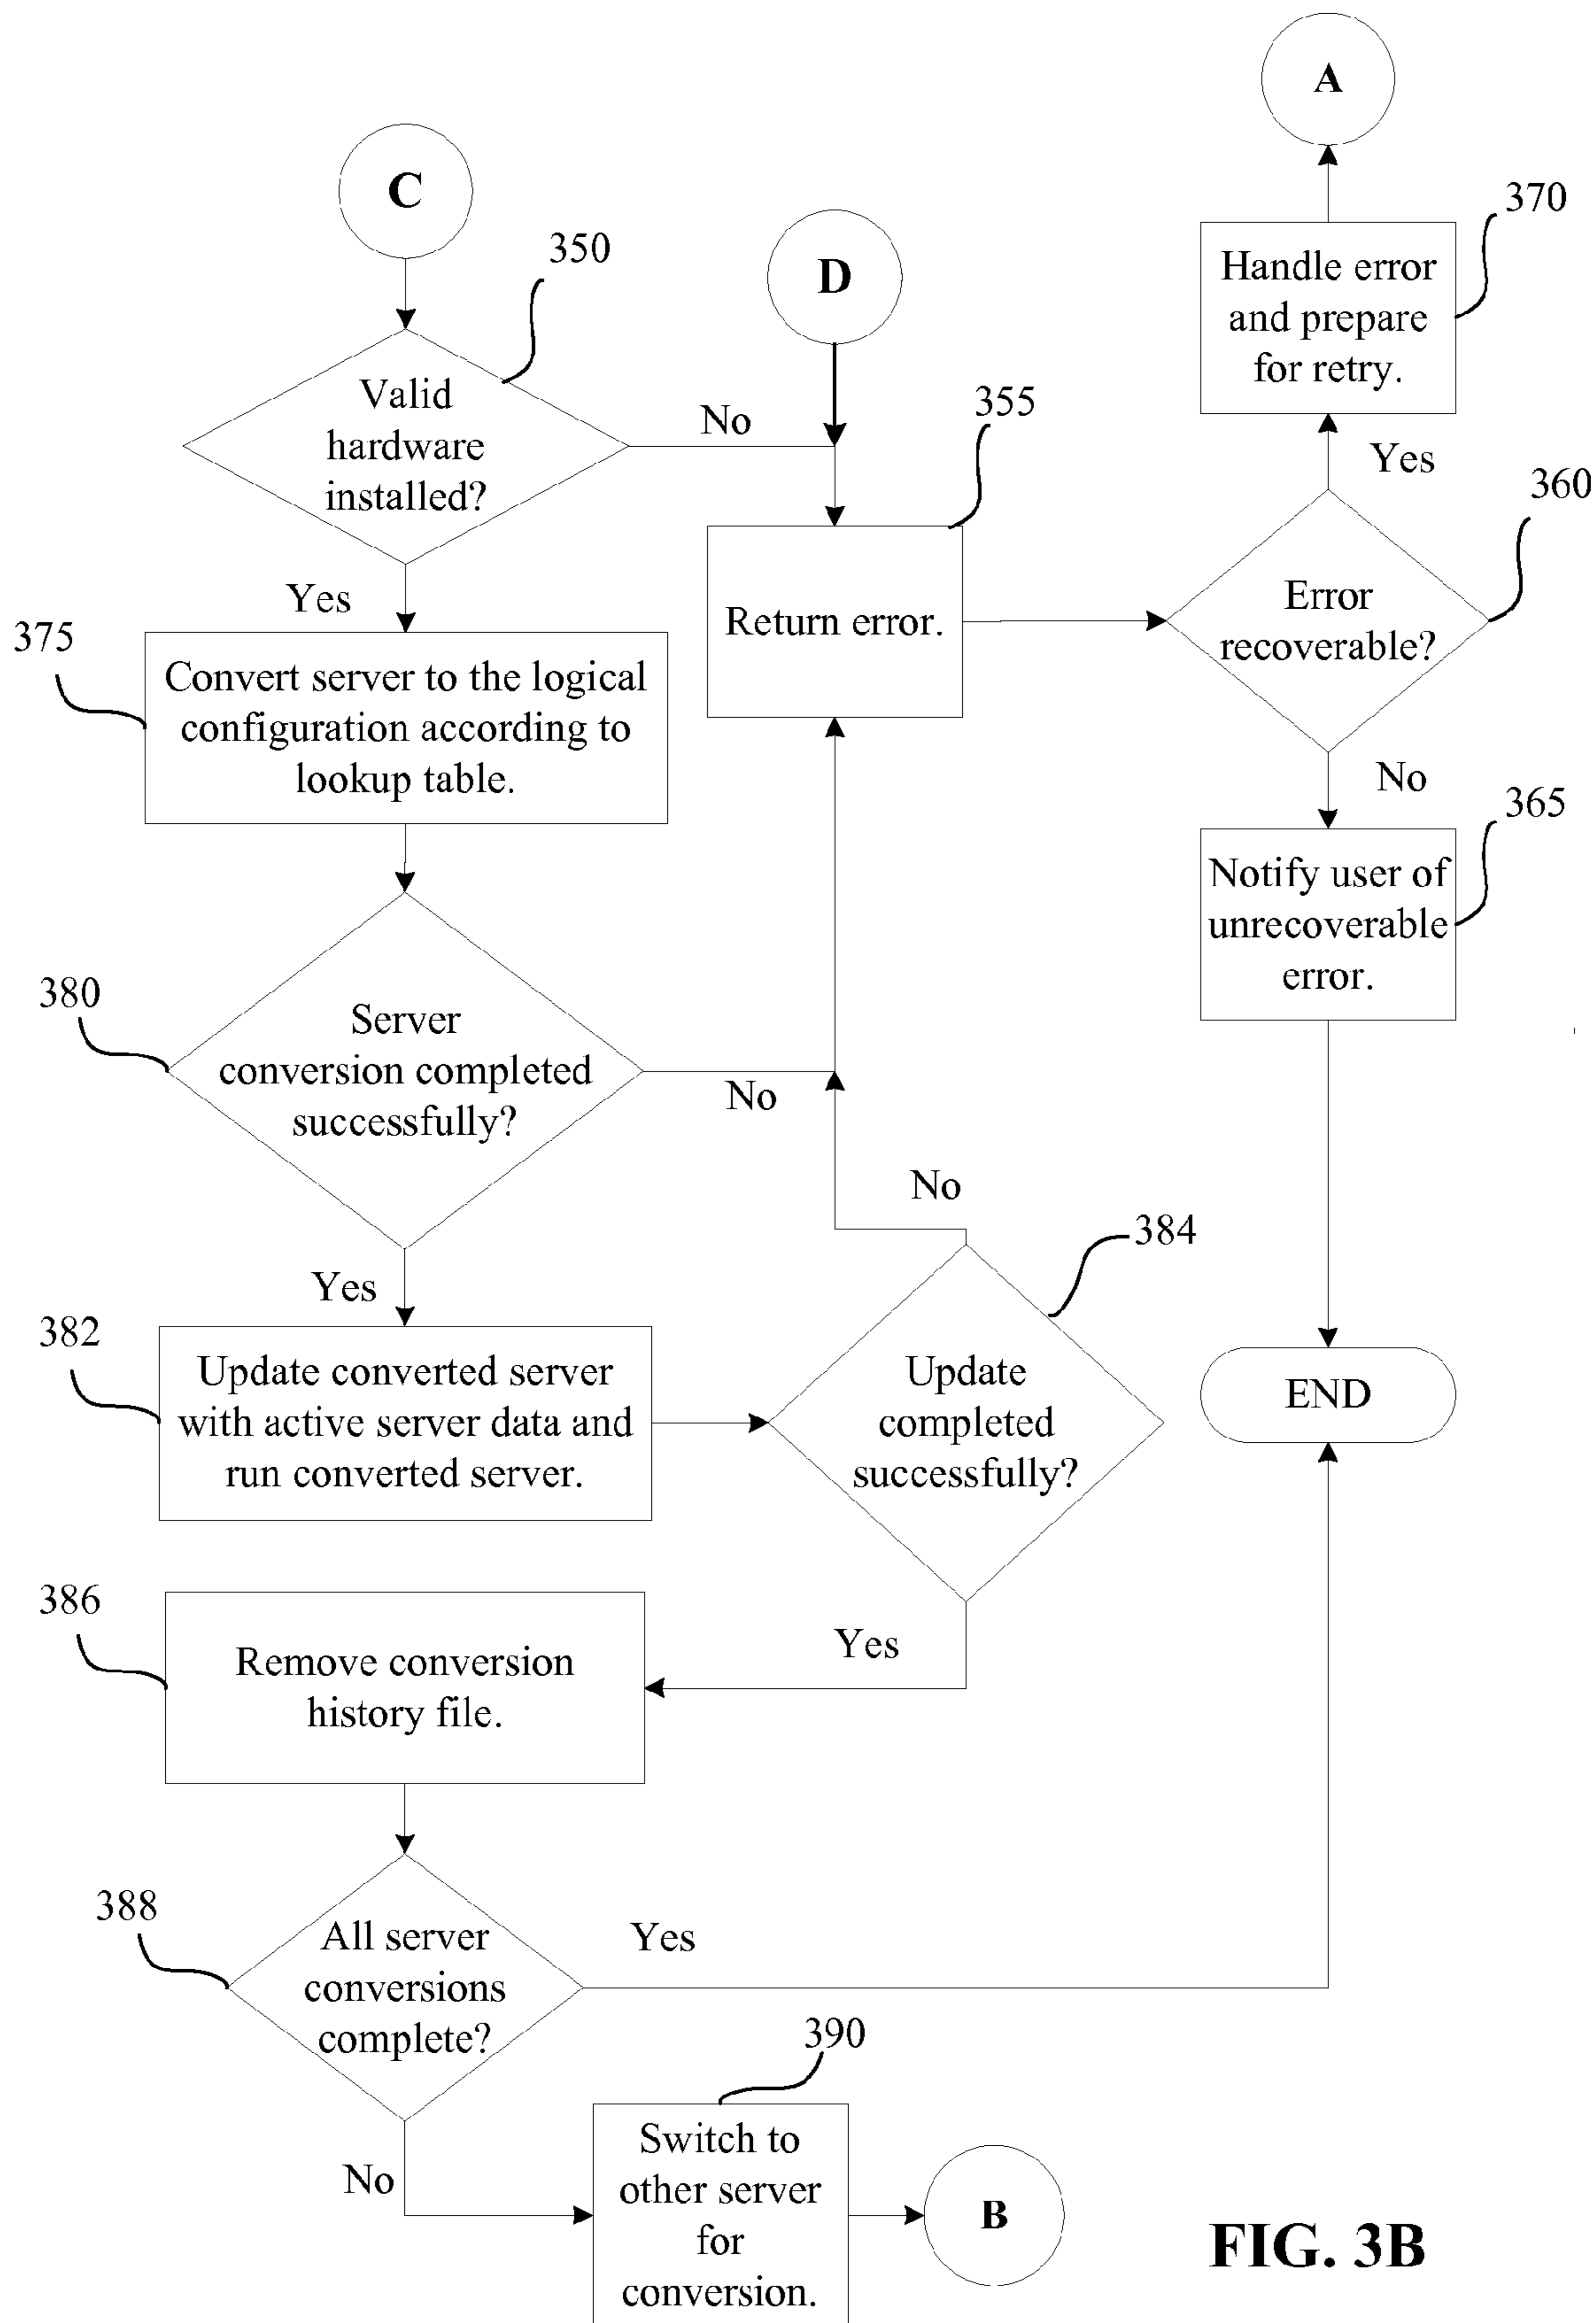 A
C
370
350
D
Handle error
and prepare
for retry.
Valid
hardware
installed?
No
355
Yes
360
Yes
Return error.
Error
recoverable?
375
Convert server to the logical
configuration according to
lookup table.
No
365
Notify user of
unrecoverable
error.
380
Server
conversion completed
successfully?
No
No
384
Yes
382
Update converted server
with active server data and
run converted server.
Update
completed
successfully?
END
386
Yes
Remove conversion
history file.
388
All server
conversions
complete?
Yes
390
No
Switch to
other server
for
conversion.
B
FIG. 3B